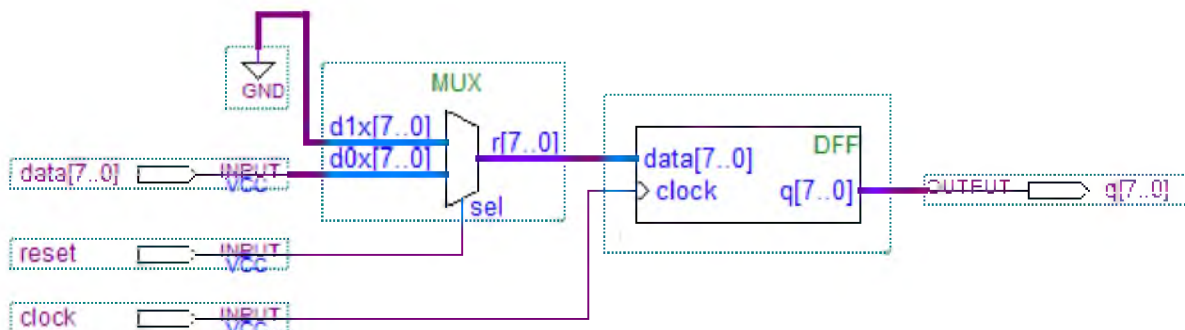 GND
MUX
d1x[7..0]
d0x[7..0]
r[7..0]
sel
DFF
data[7..0]
clock
q[7..0]
data[7..0]
INPUT
VCC
reset
INPUT
VCC
clock
INPUT
VCC
OUTPUT
q[7..0]